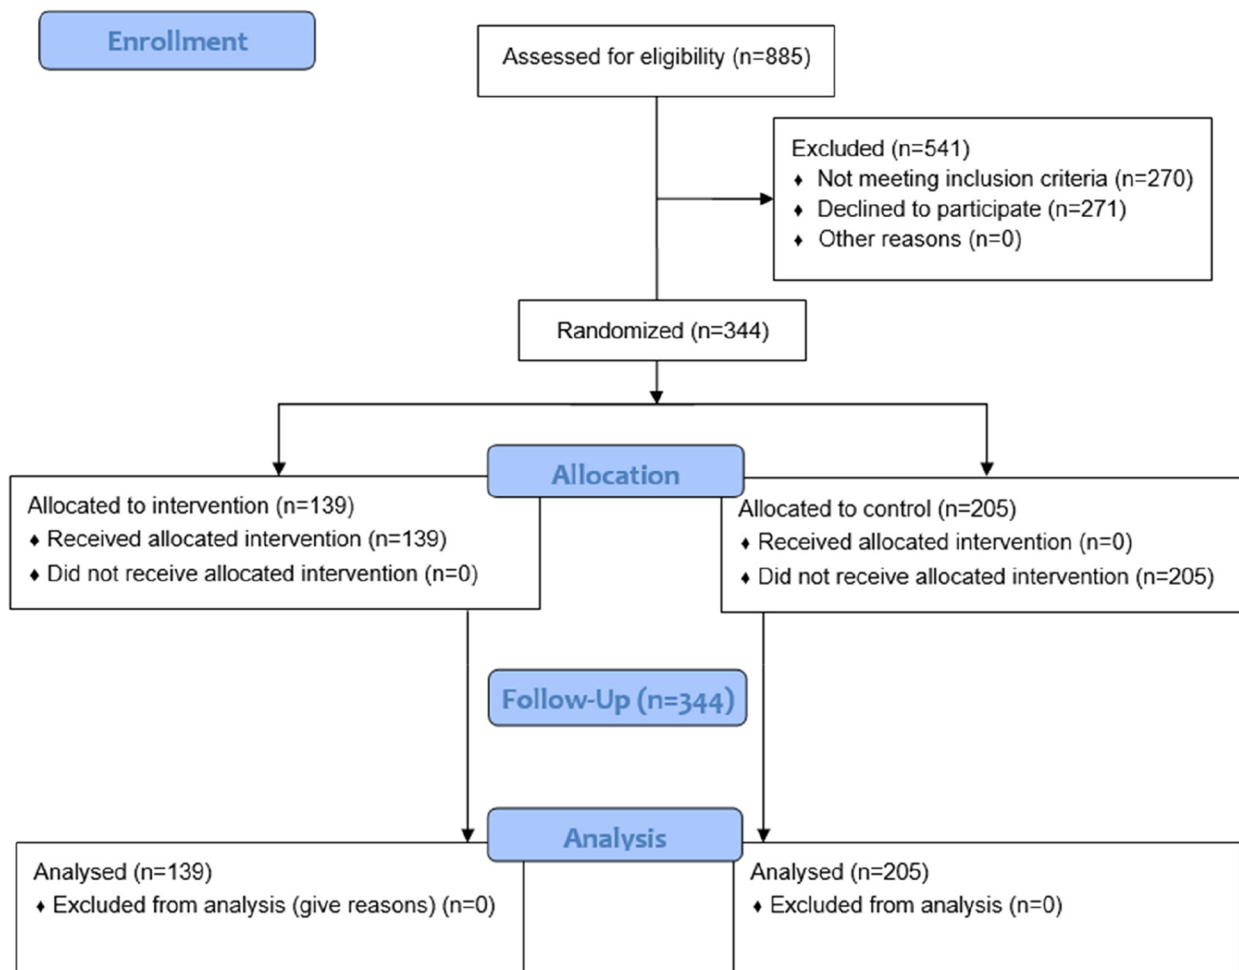 Enrollment
Assessed for eligibility (n=885)
Excluded (n=541)
♦ Not meeting inclusion criteria (n=270)
♦ Declined to participate (n=271)
♦ Other reasons (n=0)
Randomized (n=344)
Allocation
Allocated to intervention (n=139)
♦ Received allocated intervention (n=139)
♦ Did not receive allocated intervention (n=0)
Allocated to control (n=205)
♦ Received allocated intervention (n=0)
♦ Did not receive allocated intervention (n=205)
Follow-Up (n=344)
Analysis
Analysed (n=139)
♦ Excluded from analysis (give reasons) (n=0)
Analysed (n=205)
♦ Excluded from analysis (n=0)